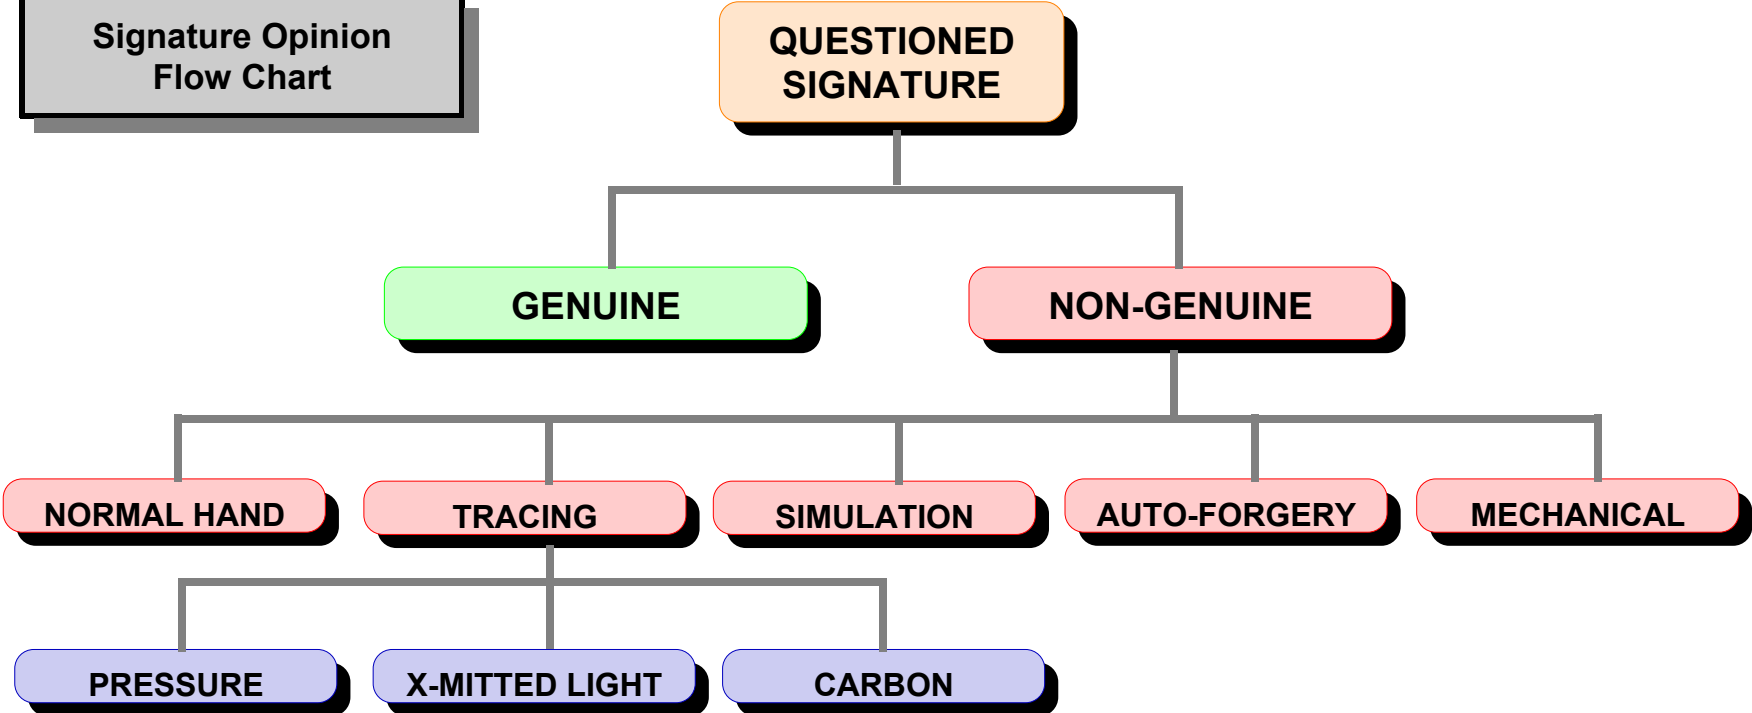 Signature Opinion
Flow Chart
QUESTIONED
SIGNATURE
GENUINE
NON-GENUINE
NORMAL HAND
TRACING
SIMULATION
AUTO-FORGERY
MECHANICAL
PRESSURE
X-MITTED LIGHT
CARBON